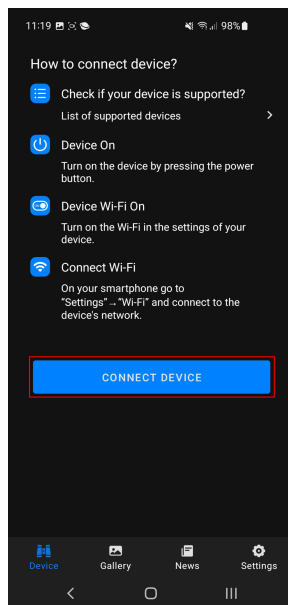 11:19 98%
How to connect device?
Check if your device is supported?
List of supported devices
Device On
Turn on the device by pressing the power
button.
Device Wi-Fi On
Turn on the Wi-Fi in the settings of your
device.
Connect Wi-Fi
On your smartphone go to
“Settings”→“Wi-Fi” and connect to the
device's network.
CONNECT DEVICE
Device Gallery News Settings